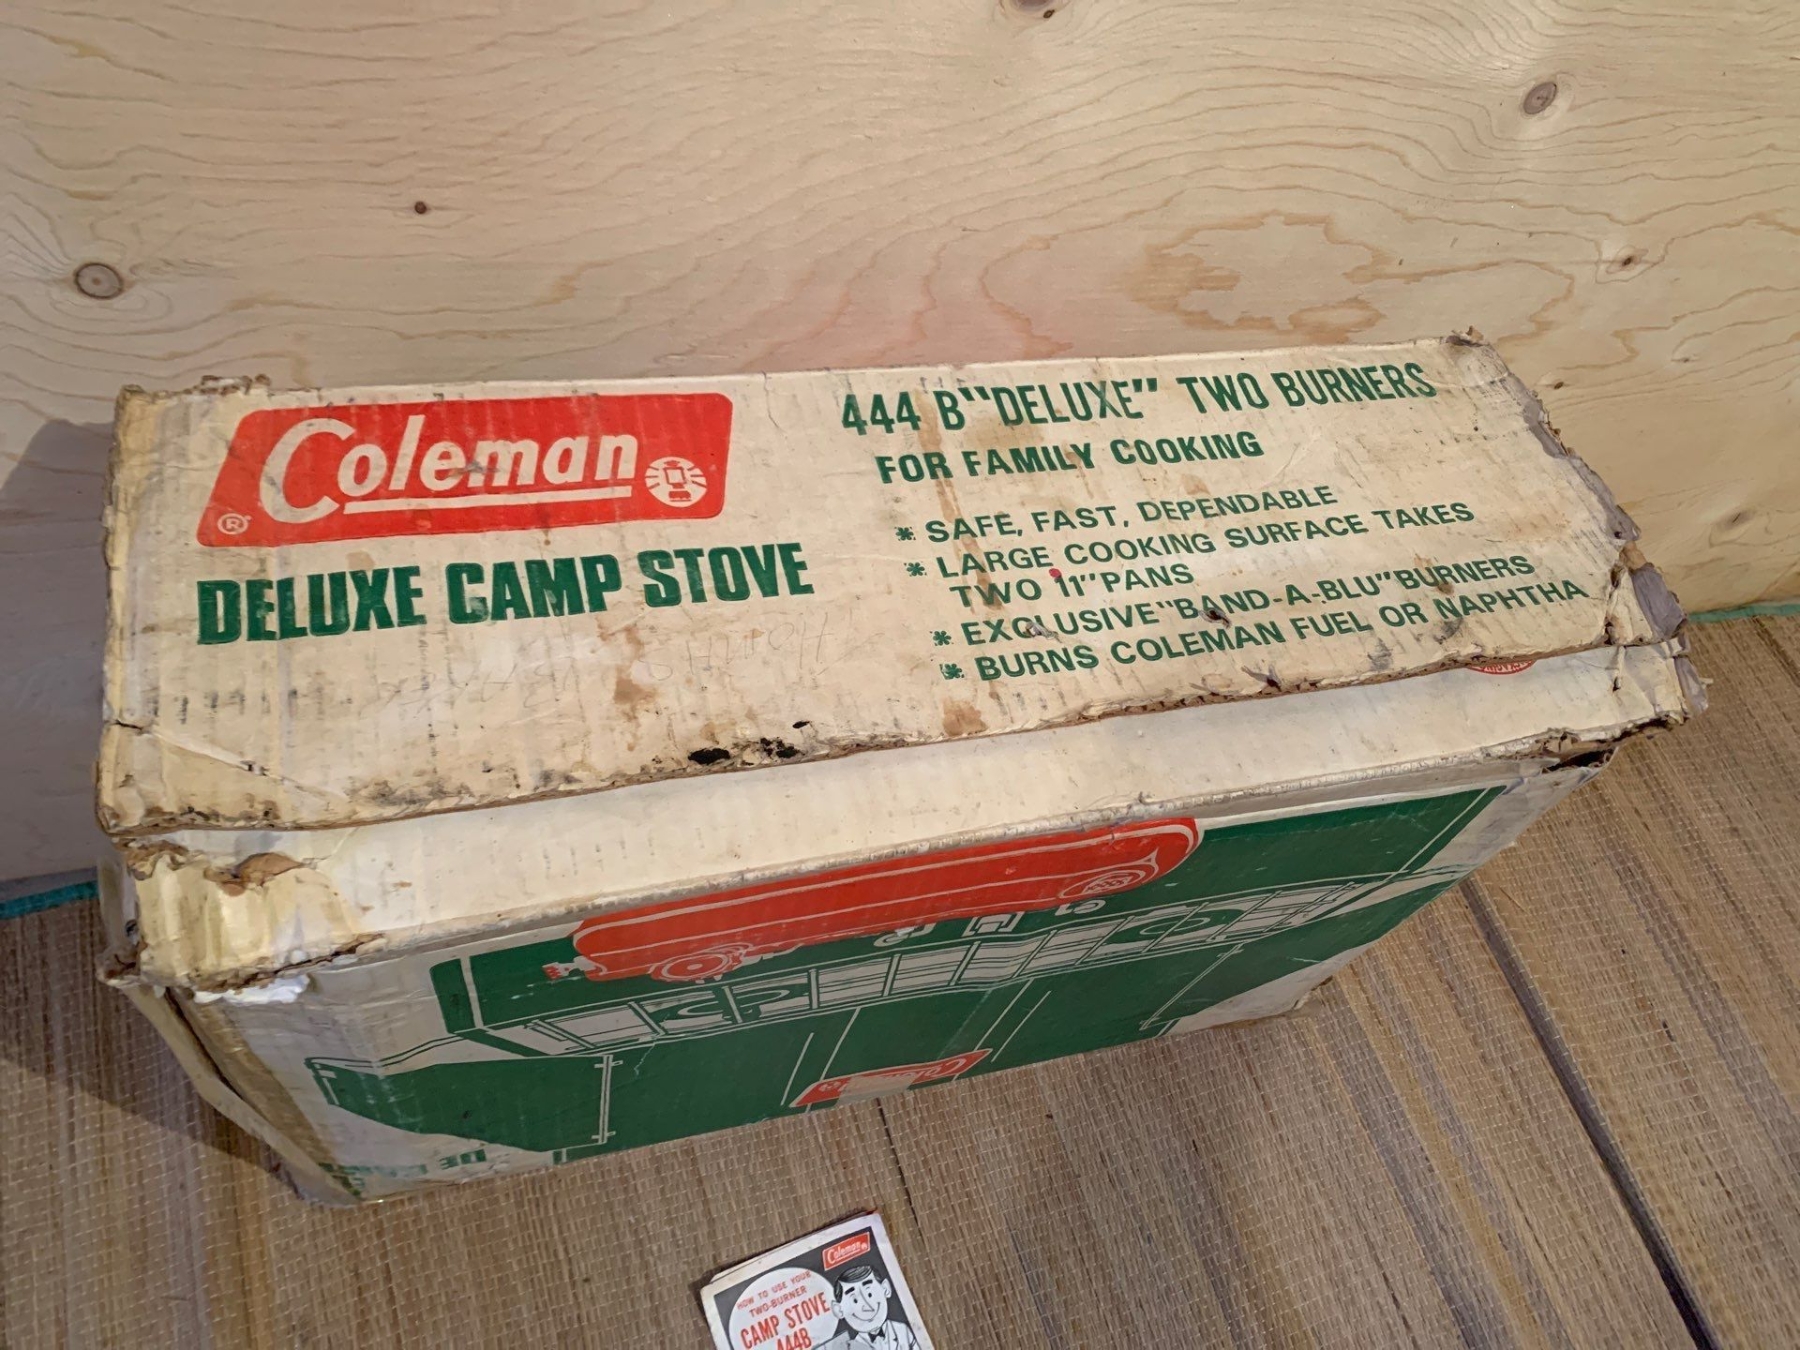 Coleman
®
DELUXE CAMP STOVE
444 B "DELUXE" TWO BURNERS
FOR FAMILY COOKING
* SAFE, FAST, DEPENDABLE
* LARGE COOKING SURFACE TAKES
TWO 11" PANS
* EXCLUSIVE "BAND-A-BLU" BURNERS
* BURNS COLEMAN FUEL OR NAPHTHA
Coleman
Coleman
HOW TO USE YOUR
TWO-BURNER
CAMP STOVE
444B